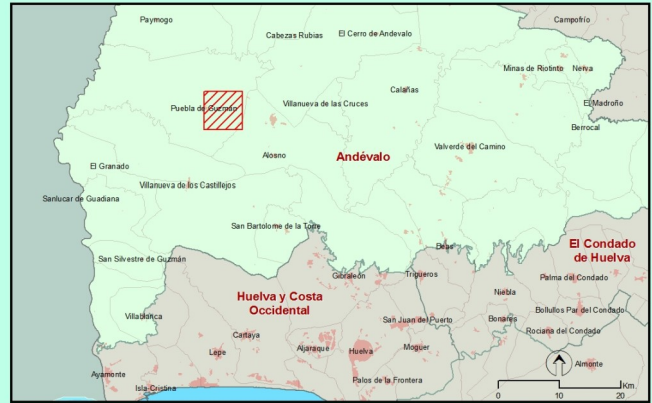 Paymogo
Campofrío
Cabezas Rubias
El Cerro de Andevalo
Minas de Riotinto
Nerva
Calañas
El Madroño
Puebla de Guzmán
Villanueva de las Cruces
Berrocal
Valverde del Camino
Alosno
Andévalo
El Granado
Villanueva de los Castillejos
Sanlucar de Guadiana
San Bartolome de la Torre
Beas
El Condado
de Huelva
San Silvestre de Guzmán
Gibraleón
Trigueros
Palma del Condado
Niebla
Huelva y Costa
Occidental
Villablanca
San Juan del Puerto
Bonares
Bollullos Par del Condado
Rociana del Condado
Cartaya
Lepe
Aljaraque
Huelva
Moguer
Almonte
Ayamonte
Isla-Cristina
Palos de la Frontera
Km.
0 10 20